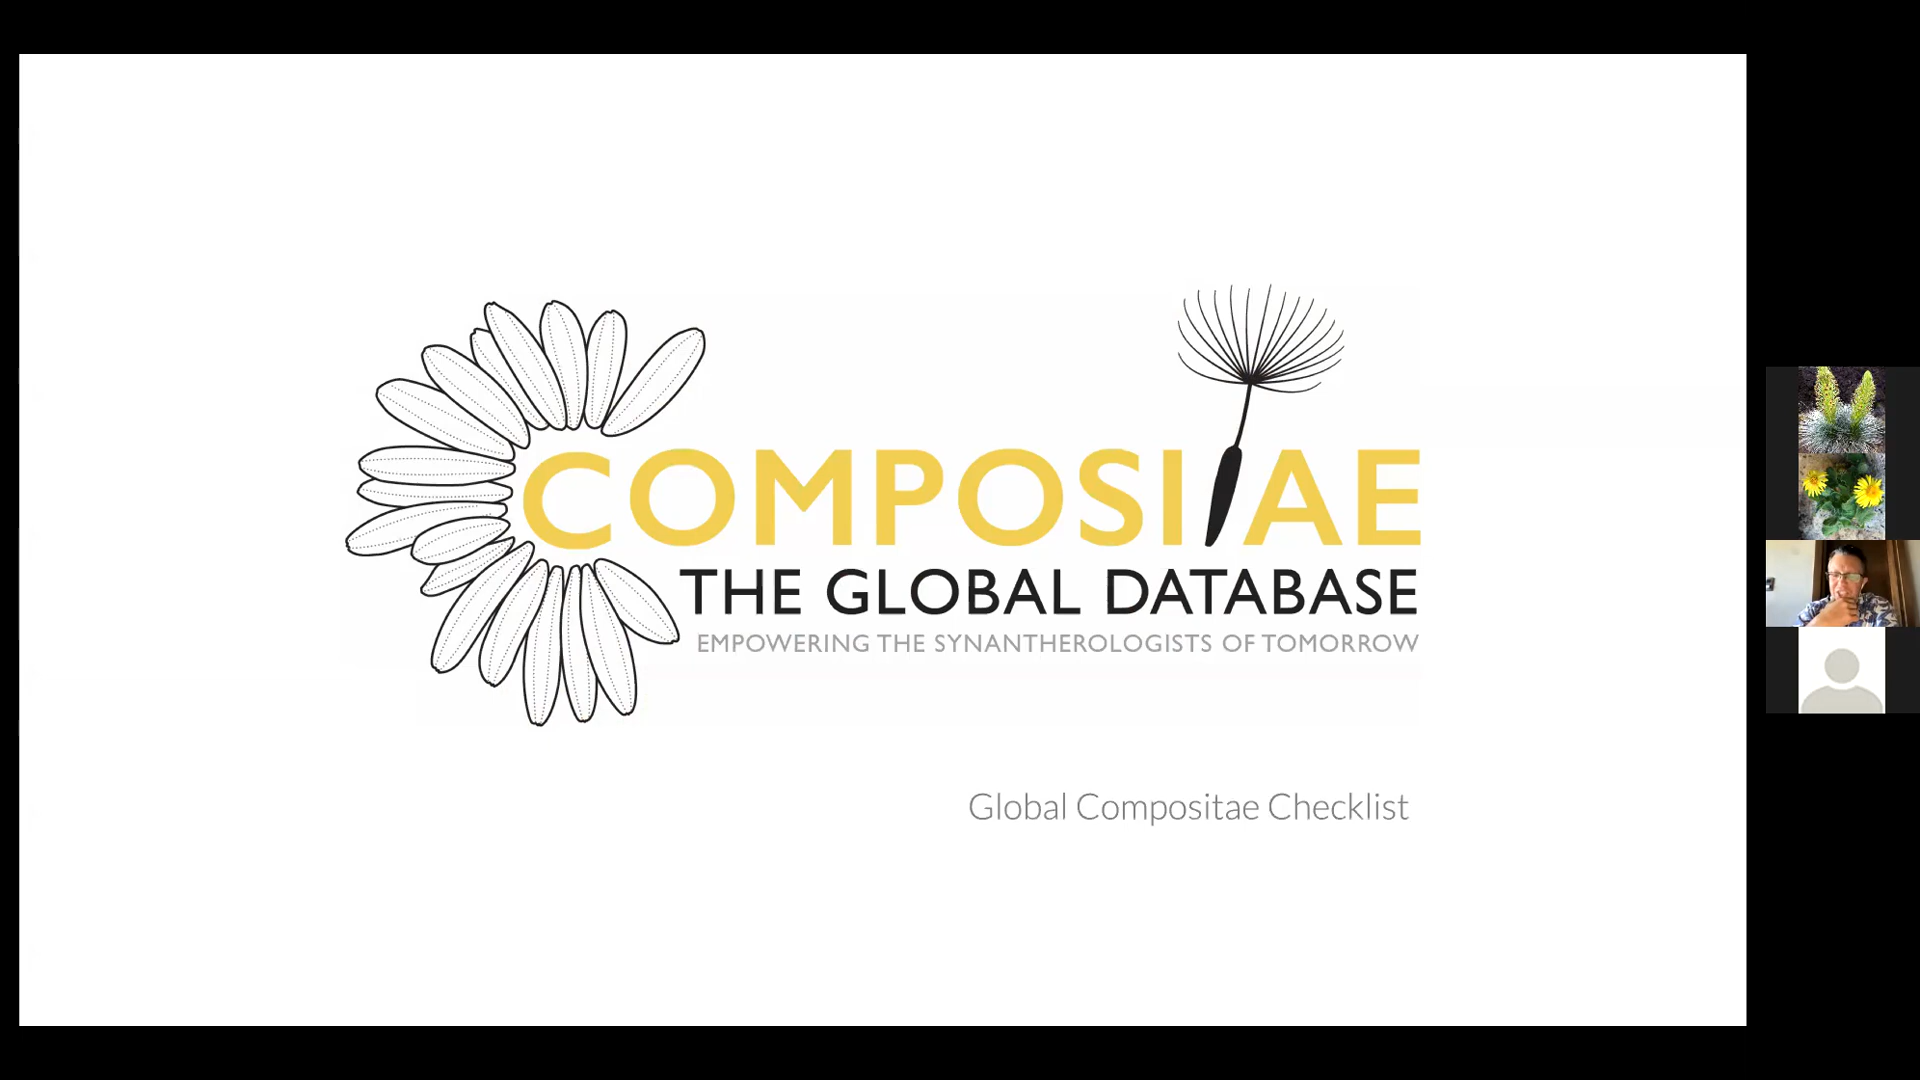 COMPOSITAE
THE GLOBAL DATABASE
EMPOWERING THE SYNANTHEROLOGISTS OF TOMORROW
Global Compositae Checklist